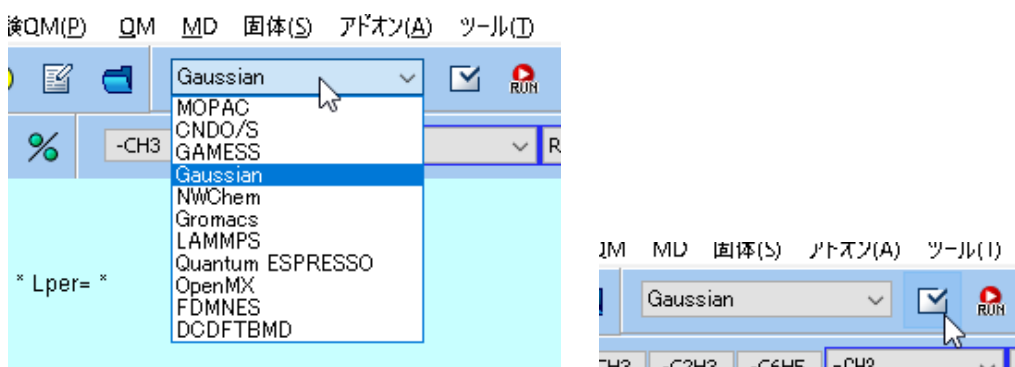 験QM(P) QM MD 固体(S) アドオン(A) ツール(T)
Gaussian
RUN
MOPAC
CNDO/S
GAMESS
Gaussian
NWChem
Gromacs
LAMMPS
Quantum ESPRESSO
OpenMX
FDMNES
DCDFTBMD
-CH3
R
* Lper= *
QM MD 固体(S) アドオン(A) ツール(T)
Gaussian
RUN
CH3 -C2H3 -C6H5 -CH3